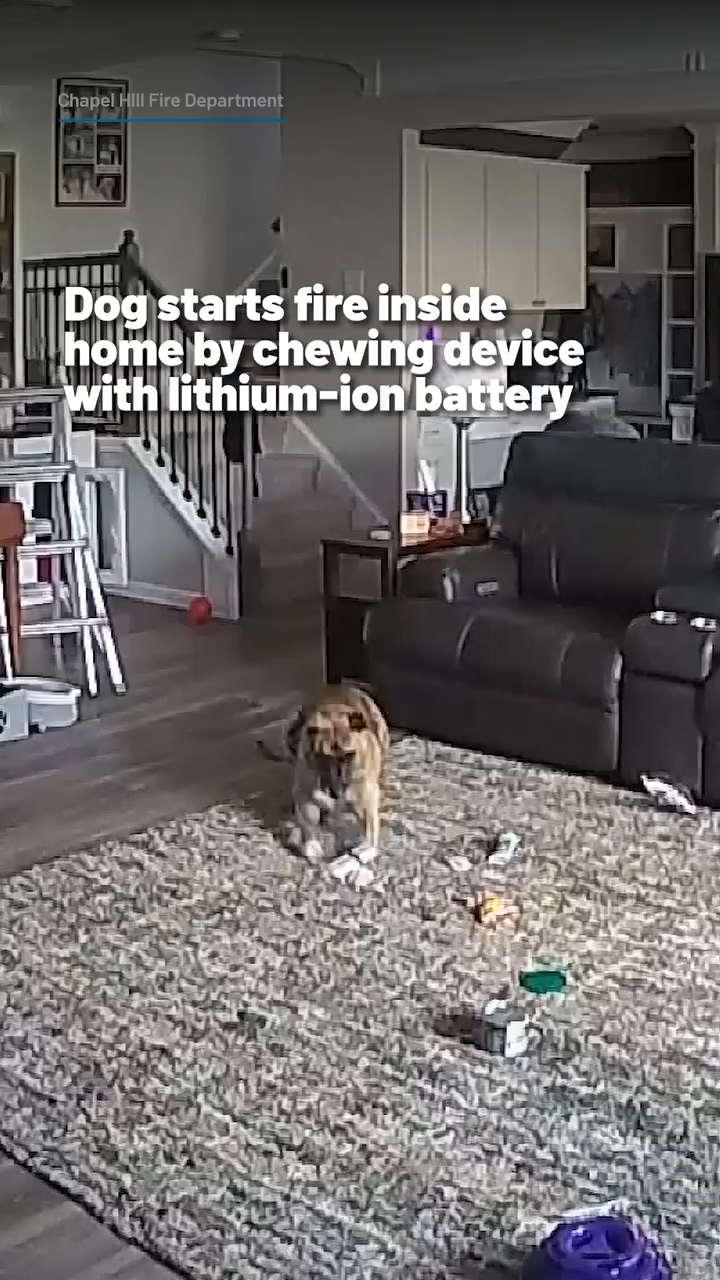 Chapel HIll Fire Department
Dog starts fire inside
home by chewing device
with lithium-ion battery